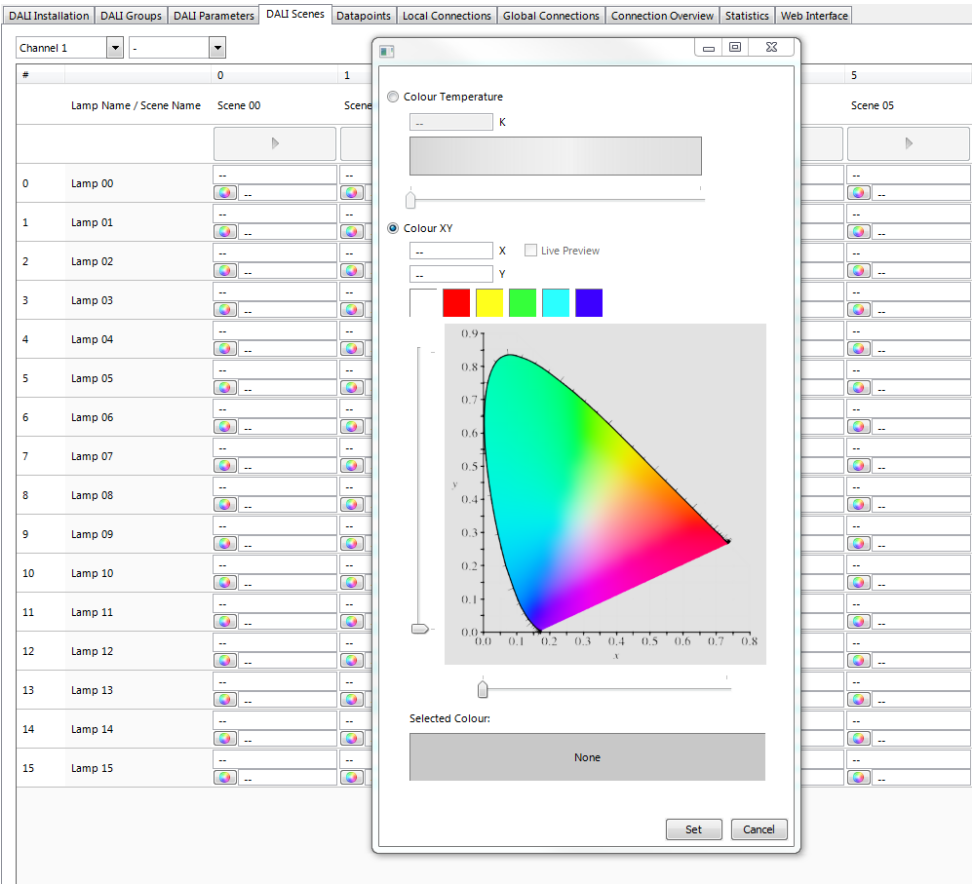 DALI Installation DALI Groups DALI Parameters DALI Scenes Datapoints Local Connections Global Connections Connection Overview Statistics Web Interface
Channel 1 -
# 0 1 5
Lamp Name / Scene Name Scene 00 Scene Scene 05
0 Lamp 00 -- -- --
-- --
1 Lamp 01 -- -- --
-- --
2 Lamp 02 -- -- --
-- --
3 Lamp 03 -- -- --
-- --
4 Lamp 04 -- -- --
-- --
5 Lamp 05 -- -- --
-- --
6 Lamp 06 -- -- --
-- --
7 Lamp 07 -- -- --
-- --
8 Lamp 08 -- -- --
-- --
9 Lamp 09 -- -- --
-- --
10 Lamp 10 -- -- --
-- --
11 Lamp 11 -- -- --
-- --
12 Lamp 12 -- -- --
-- --
13 Lamp 13 -- -- --
-- --
14 Lamp 14 -- -- --
-- --
15 Lamp 15 -- -- --
-- --
Colour Temperature
-- K
Colour XY
-- X Live Preview
-- Y
0.9
0.8
0.7
0.6
0.5
y
0.4
0.3
0.2
0.1
0.0
0.0 0.1 0.2 0.3 0.4 0.5 0.6 0.7 0.8
x
Selected Colour:
None
Set Cancel